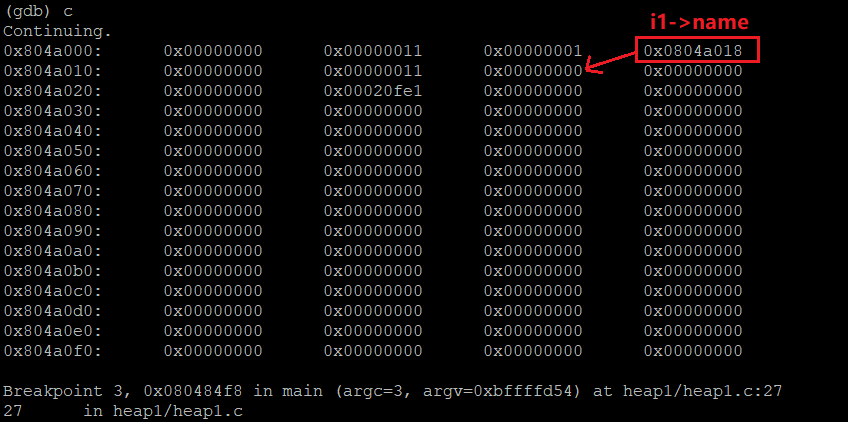 (gdb) c
i1->name
Continuing.
0x804a000: 0x00000000 0x00000011 0x00000001 0x0804a018
0x804a010: 0x00000011 0x00000000 0x00000000
0x804a020: 0x00000000 0x00020fe1 0x00000000 0x00000000
0x804a030: 0x00000000 0x00000000 0x00000000 0x00000000
0x804a040: 0x00000000 0x00000000 0x00000000 0x00000000
0x804a050: 0x00000000 0x00000000 0x00000000 0x00000000
0x804a060: 0x00000000 0x00000000 0x00000000 0x00000000
0x804a070: 0x00000000 0x00000000 0x00000000 0x00000000
0x804a080: 0x00000000 0x00000000 0x00000000 0x00000000
0x804a090: 0x00000000 0x00000000 0x00000000 0x00000000
0x804a0a0: 0x00000000 0x00000000 0x00000000 0x00000000
0x804a0b0: 0x00000000 0x00000000 0x00000000 0x00000000
0x804a0c0: 0x00000000 0x00000000 0x00000000 0x00000000
0x804a0d0: 0x00000000 0x00000000 0x00000000 0x00000000
0x804a0e0: 0x00000000 0x00000000 0x00000000 0x00000000
0x804a0f0: 0x00000000 0x00000000 0x00000000 0x00000000
Breakpoint 3, 0x080484f8 in main (argc=3, argv=0xbffffd54) at heap1/heap1.c:27
27 in heap1/heap1.c